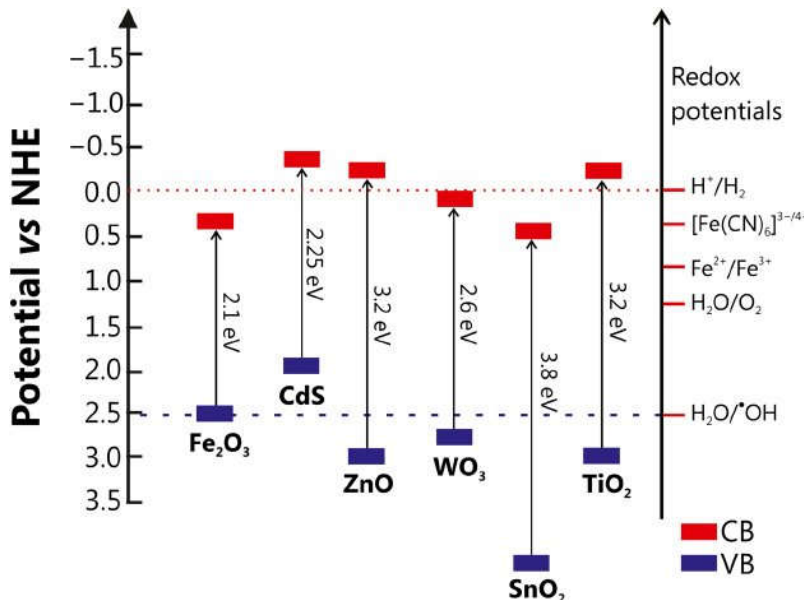 Potential vs NHE
−1.5
−1.0
-0.5
0.0
0.5
1.0
1.5
2.0
2.5
3.0
3.5
2.1 eV
2.25 eV
3.2 eV
2.6 eV
3.8 eV
3.2 eV
Fe₂O₃
CdS
ZnO
WO₃
SnO₂
TiO₂
Redox
potentials
H⁺/H₂
[Fe(CN)₆]³⁻/⁴⁻
Fe²⁺/Fe³⁺
H₂O/O₂
H₂O/•OH
CB
VB